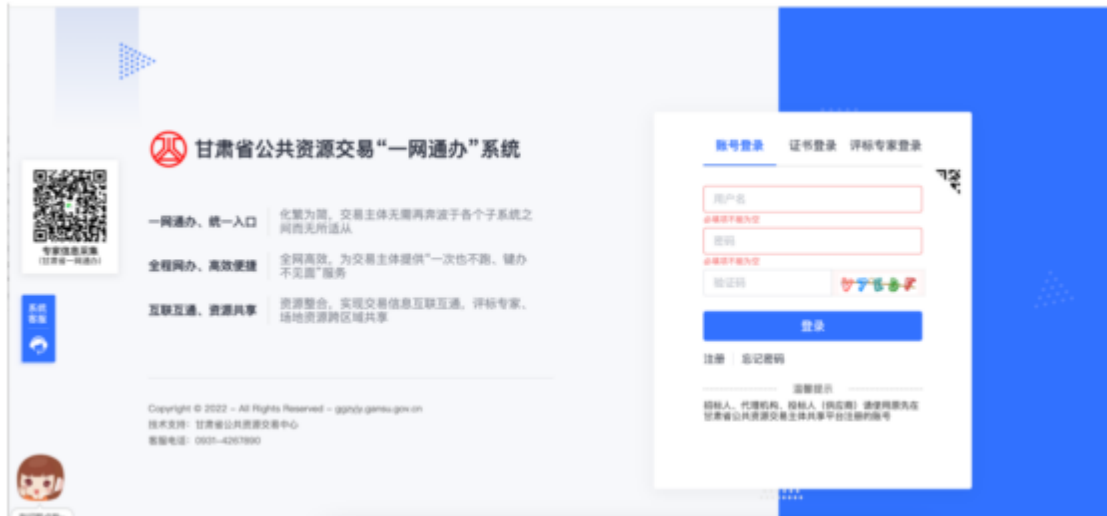 甘肃省公共资源交易“一网通办”系统
专家信息采集
(甘肃省一网通办)
一网通办、统一入口
化繁为简，交易主体无需再奔波于各个子系统之
间而无所适从
全程网办、高效便捷
全网高效，为交易主体提供“一次也不跑、键办
不见面”服务
互联互通、资源共享
资源整合，实现交易信息互联互通，评标专家、
场地资源跨区域共享
系统
客服
Copyright © 2022 - All Rights Reserved - ggzyjy.gansu.gov.cn
技术支持：甘肃省公共资源交易中心
客服电话：0931-4267890
账号登录
证书登录
评标专家登录
用户名
必填项不能为空
密码
必填项不能为空
验证码
登录
注册
忘记密码
温馨提示
招标人、代理机构、投标人（供应商）请使用原先在
甘肃省公共资源交易主体共享平台注册的账号